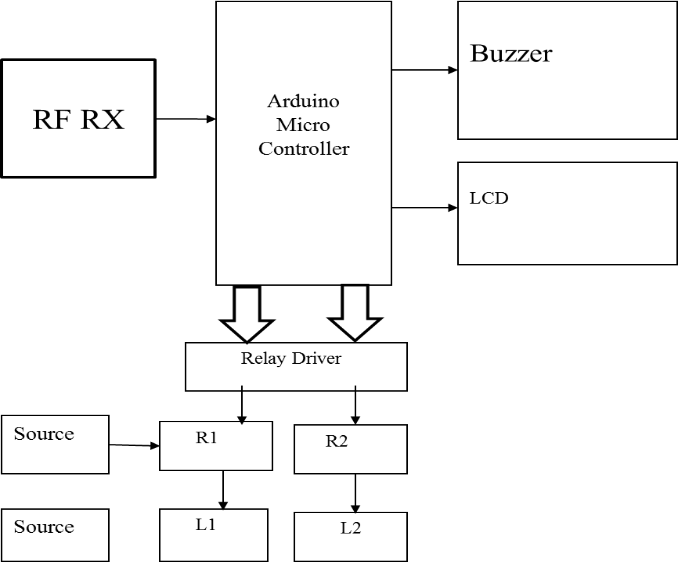 Buzzer
RF RX
Arduino
Micro
Controller
LCD
Relay Driver
Source
R1
R2
Source
L1
L2